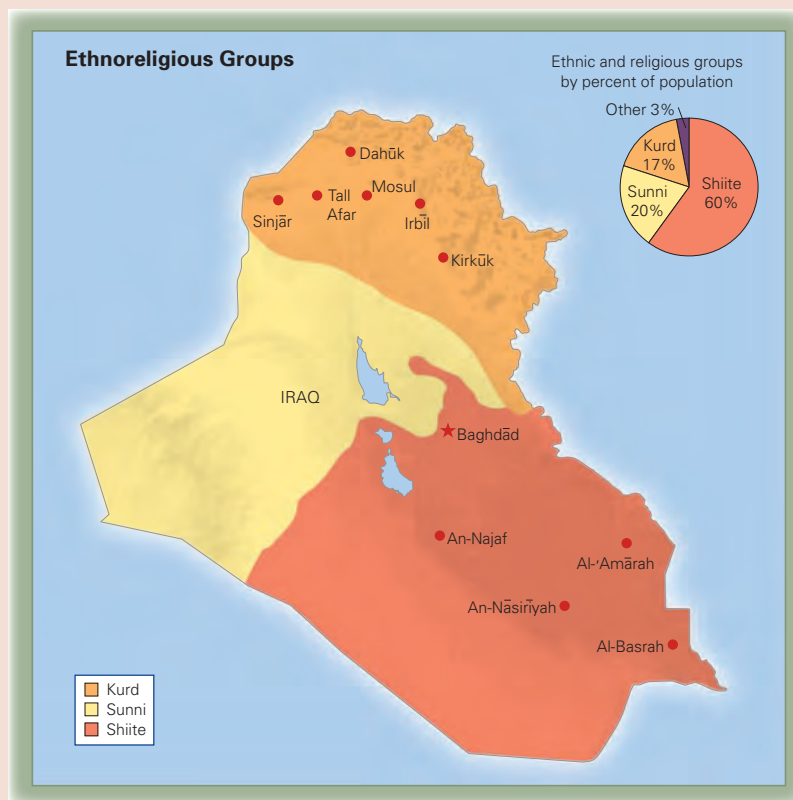 Ethnoreligious Groups
Ethnic and religious groups
by percent of population
Other 3%
Kurd
17%
Sunni
20%
Shiite
60%
Dahūk
Mosul
Tall
Afar
Sinjār
Irbīl
Kirkūk
IRAQ
Baghdād
An-Najaf
Al-'Amārah
An-Nāsirīyah
Al-Basrah
Kurd
Sunni
Shiite